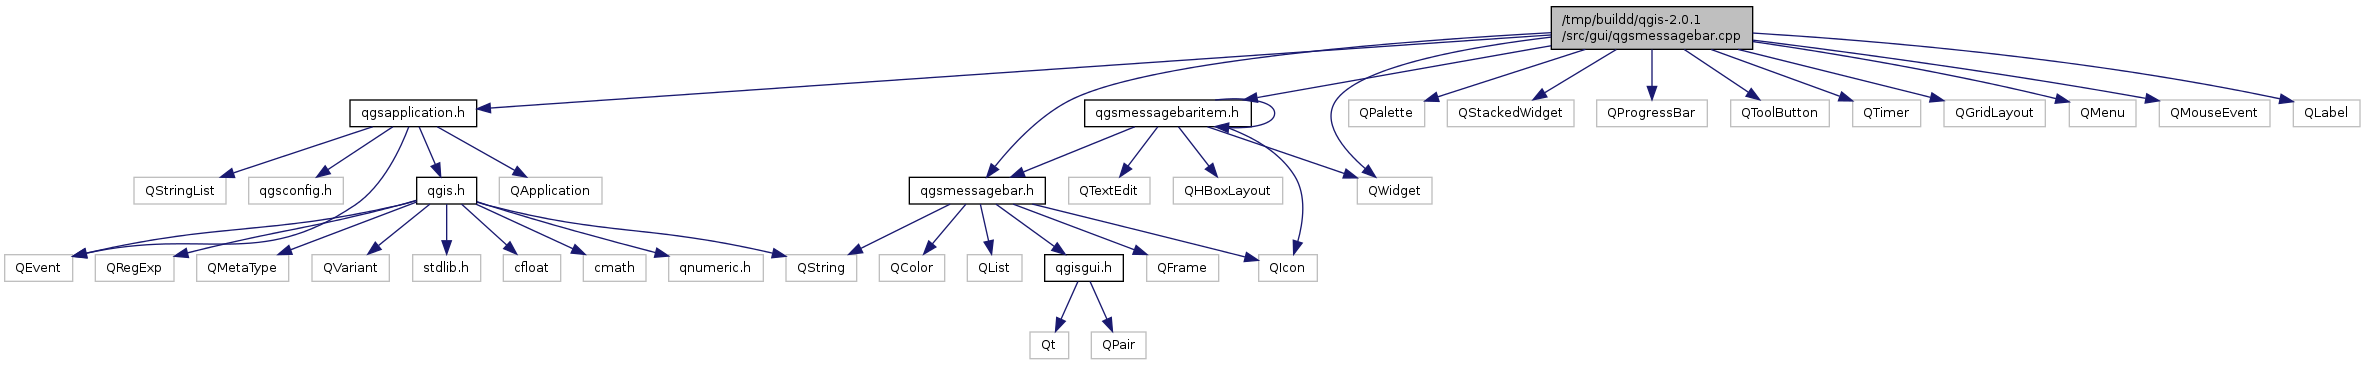 /tmp/buildd/qgis-2.0.1
/src/gui/qgsmessagebar.cpp
qgsapplication.h
qgsmessagebaritem.h
QPalette
QStackedWidget
QProgressBar
QToolButton
QTimer
QGridLayout
QMenu
QMouseEvent
QLabel
QStringList
qgsconfig.h
qgis.h
QApplication
qgsmessagebar.h
QTextEdit
QHBoxLayout
QWidget
QEvent
QRegExp
QMetaType
QVariant
stdlib.h
cfloat
cmath
qnumeric.h
QString
QColor
QList
qgisgui.h
QFrame
QIcon
Qt
QPair